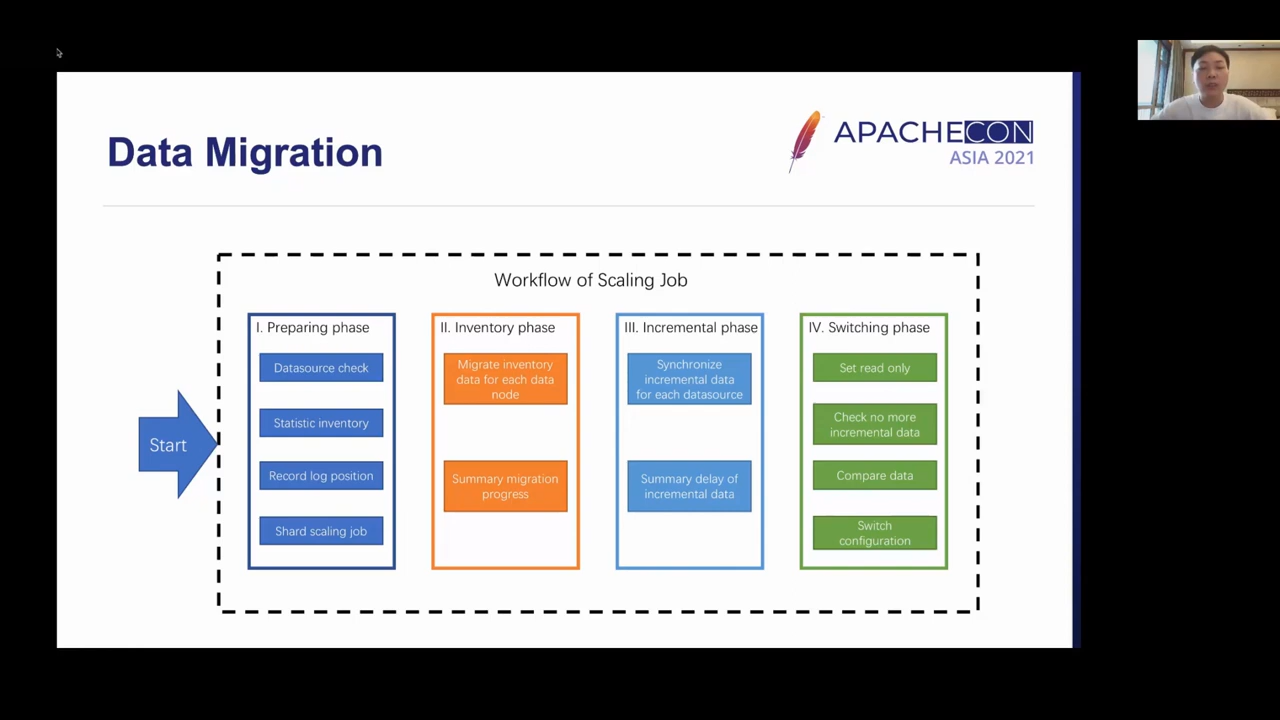 Data Migration
APACHECON
ASIA 2021
Workflow of Scaling Job
Start
I. Preparing phase
Datasource check
Statistic inventory
Record log position
Shard scaling job
II. Inventory phase
Migrate inventory
data for each data
node
Summary migration
progress
III. Incremental phase
Synchronize
incremental data
for each datasource
Summary delay of
incremental data
IV. Switching phase
Set read only
Check no more
incremental data
Compare data
Switch
configuration